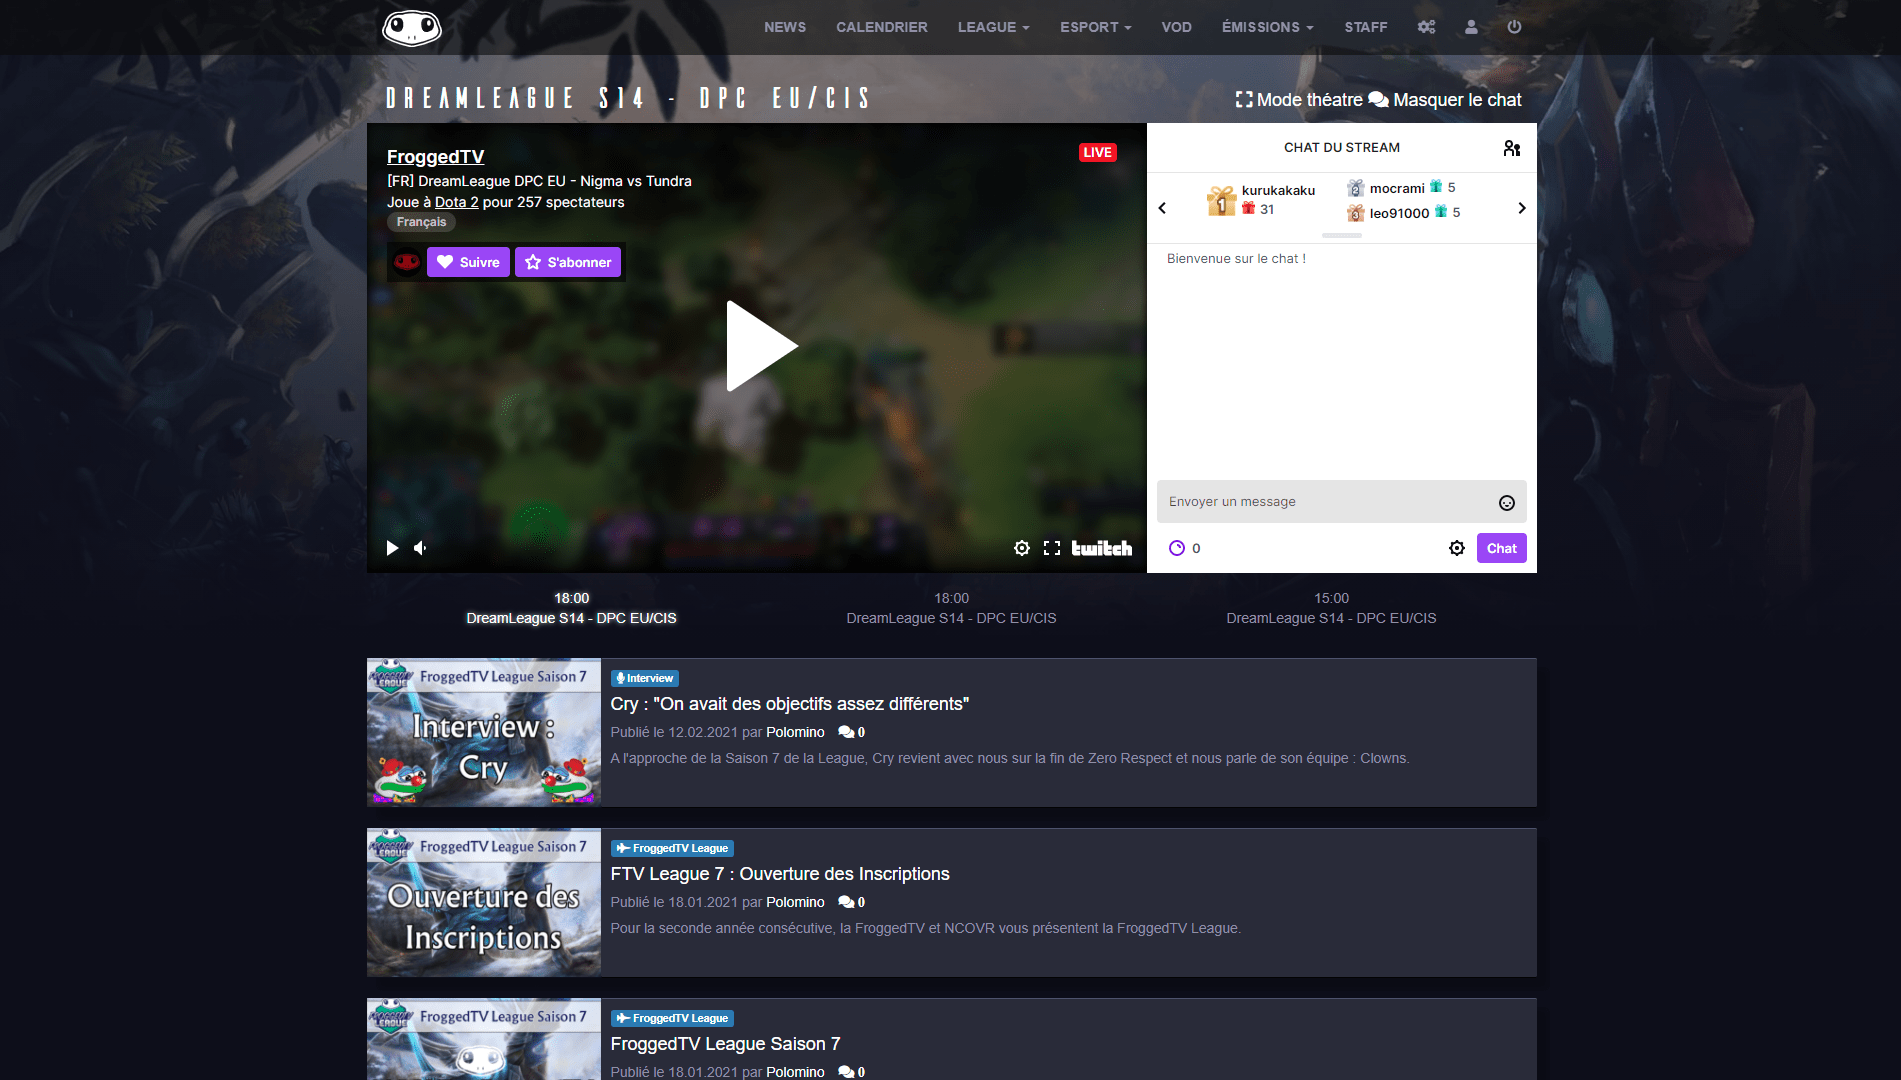 NEWS CALENDRIER LEAGUE ESPORT VOD ÉMISSIONS STAFF
DREAMLEAGUE S14 - DPC EU/CIS
Mode théatre Masquer le chat
FroggedTV
LIVE
[FR] DreamLeague DPC EU - Nigma vs Tundra
Joue à Dota 2 pour 257 spectateurs
Français
Suivre S'abonner
twitch
CHAT DU STREAM
1 kurukakaku
31
2 mocrami 5
3 leo91000 5
Bienvenue sur le chat !
Envoyer un message
0 Chat
18:00
DreamLeague S14 - DPC EU/CIS
18:00
DreamLeague S14 - DPC EU/CIS
15:00
DreamLeague S14 - DPC EU/CIS
FROGGEDTV LEAGUE
FroggedTV League Saison 7
Interview :
Cry
Interview
Cry : "On avait des objectifs assez différents"
Publié le 12.02.2021 par Polomino 0
A l'approche de la Saison 7 de la League, Cry revient avec nous sur la fin de Zero Respect et nous parle de son équipe : Clowns.
FROGGEDTV LEAGUE
FroggedTV League Saison 7
Ouverture des
Inscriptions
FroggedTV League
FTV League 7 : Ouverture des Inscriptions
Publié le 18.01.2021 par Polomino 0
Pour la seconde année consécutive, la FroggedTV et NCOVR vous présentent la FroggedTV League.
FROGGEDTV LEAGUE
FroggedTV League Saison 7
FroggedTV League
FroggedTV League Saison 7
Publié le 18.01.2021 par Polomino 0